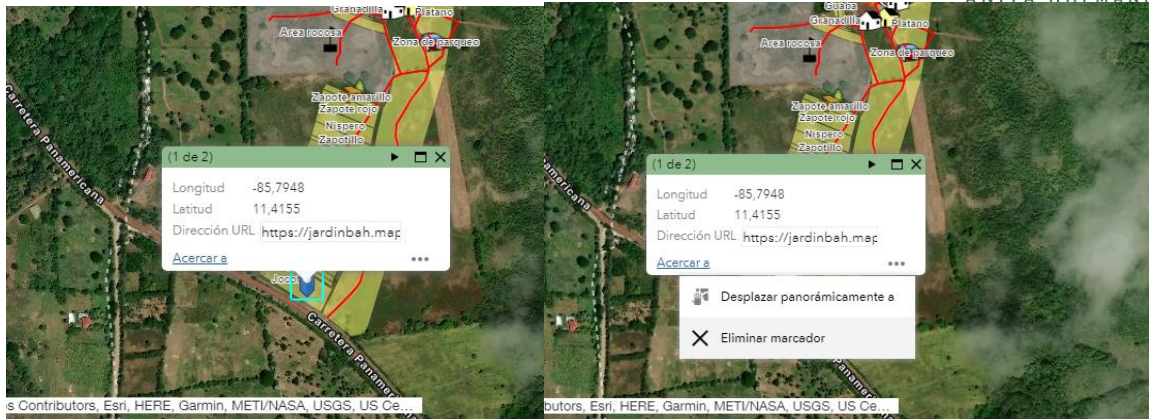 Granadilla
Platano
Area rocosa
Zona de parqueo
Zapote amarillo
Zapote rojo
Nispero
Zapotillo
Carretera Panamericana
(1 de 2)
Longitud -85,7948
Latitud 11,4155
Dirección URL https://jardinbah.map
Acercar a
Carretera Paname
s Contributors, Esri, HERE, Garmin, METI/NASA, USGS, US Ce...
Guaba
Granadilla
Platano
Area rocosa
Zona de parqueo
Zapote amarillo
Zapote rojo
Nispero
Zapotillo
americana
(1 de 2)
Longitud -85,7948
Latitud 11,4155
Dirección URL https://jardinbah.map
Acercar a
Desplazar panorámicamente a
Eliminar marcador
Paname
butors, Esri, HERE, Garmin, METI/NASA, USGS, US Ce...